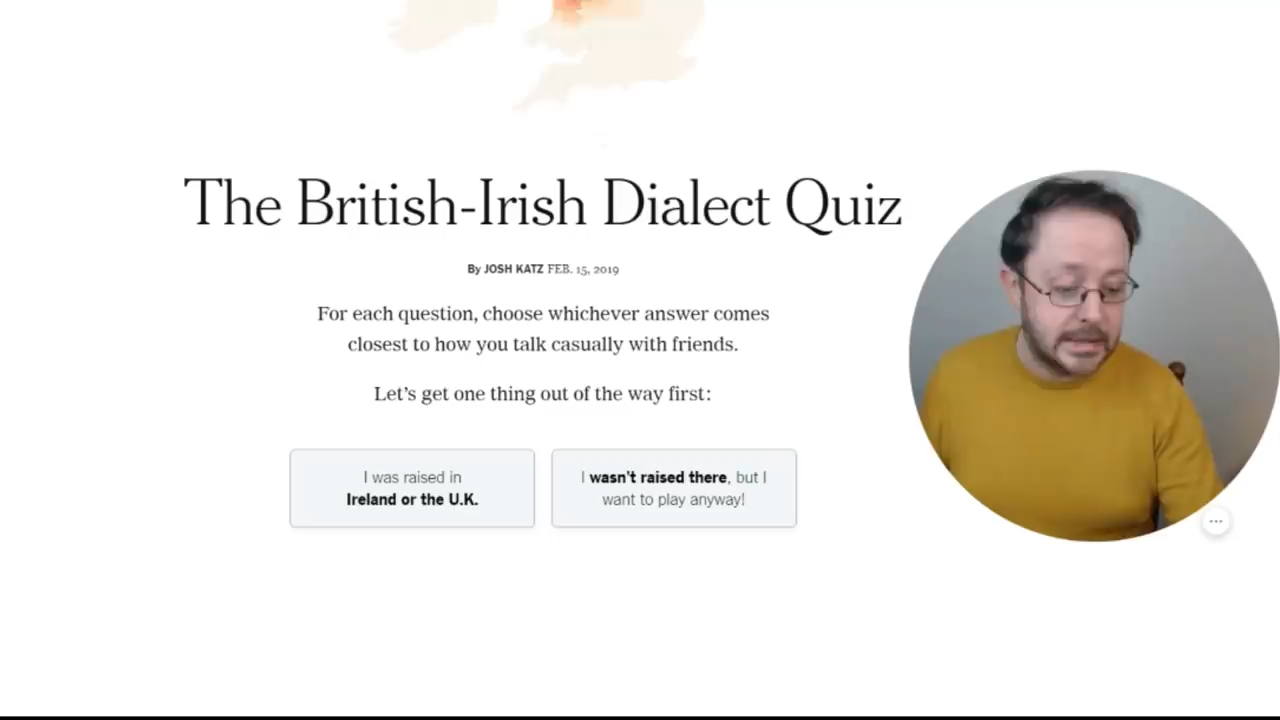 The British-Irish Dialect Quiz
By JOSH KATZ FEB. 15, 2019
For each question, choose whichever answer comes
closest to how you talk casually with friends.
Let’s get one thing out of the way first:
I was raised in
Ireland or the U.K.
I wasn't raised there, but I
want to play anyway!